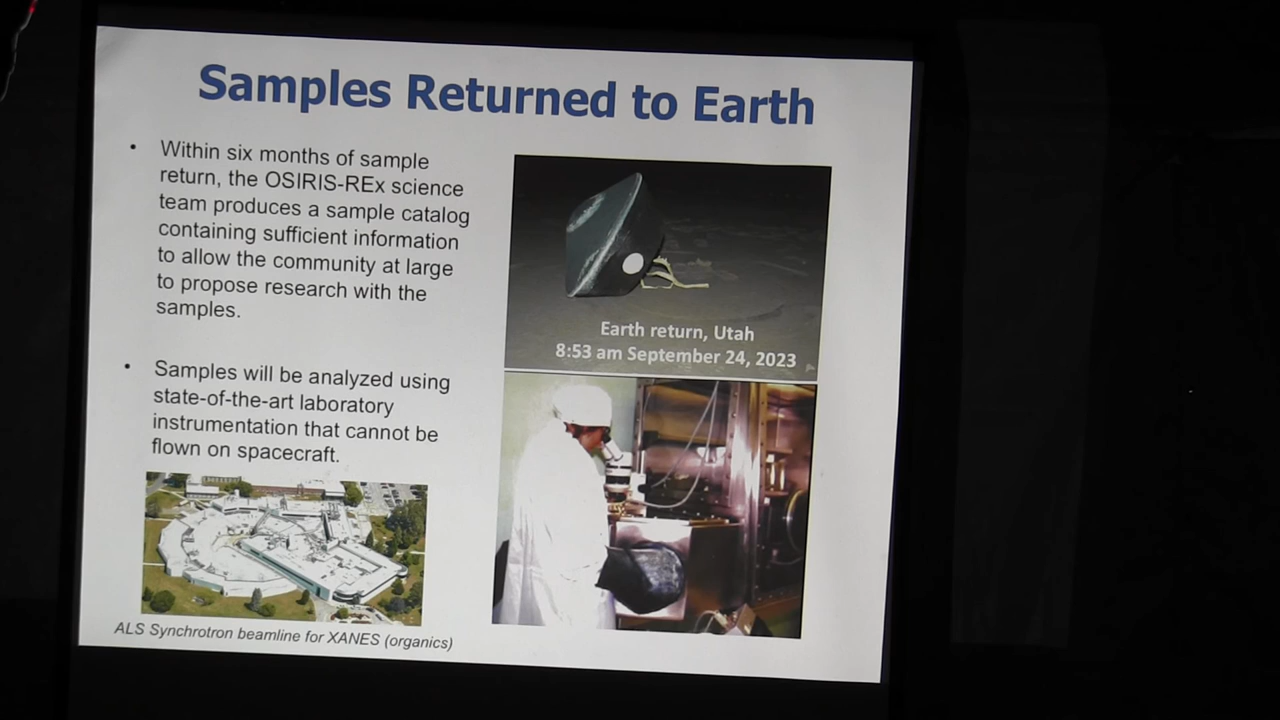 Samples Returned to Earth
• Within six months of sample
return, the OSIRIS-REx science
team produces a sample catalog
containing sufficient information
to allow the community at large
to propose research with the
samples.
• Samples will be analyzed using
state-of-the-art laboratory
instrumentation that cannot be
flown on spacecraft.
ALS Synchrotron beamline for XANES (organics)
Earth return, Utah
8:53 am September 24, 2023